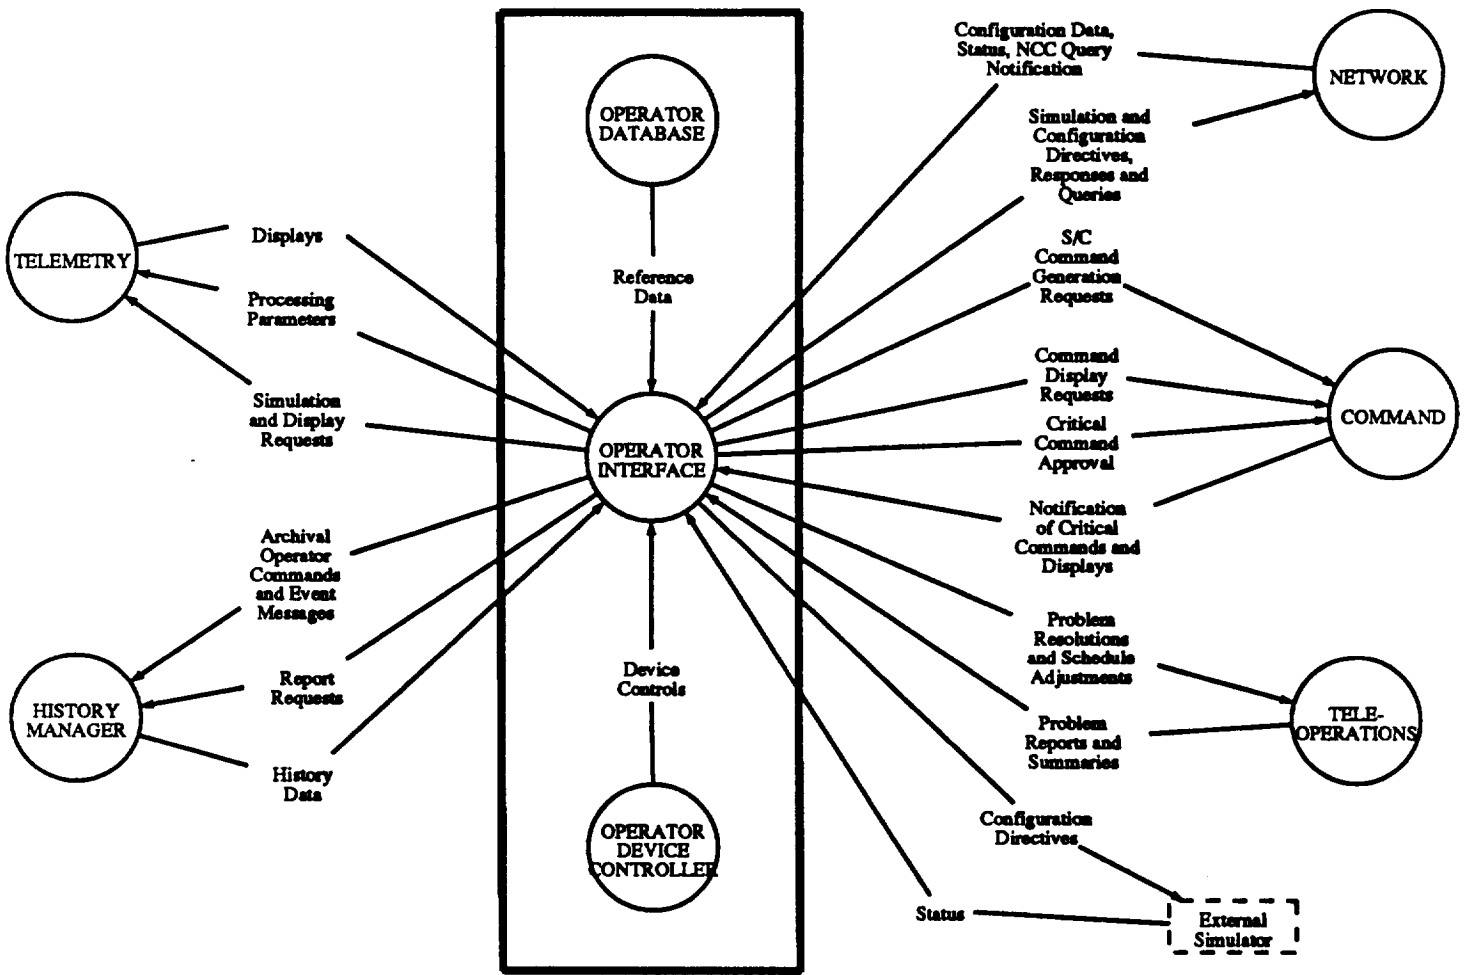 Configuration Data,
Status, NCC Query
Notification
NETWORK
OPERATOR
DATABASE
Simulation and
Configuration
Directives,
Responses and
Queries
Displays
TELEMETRY
Processing
Parameters
Reference
Data
S/C
Command
Generation
Requests
Simulation
and Display
Requests
Command
Display
Requests
COMMAND
Critical
Command
Approval
OPERATOR
INTERFACE
Notification
of Critical
Commands and
Displays
Archival
Operator
Commands
and Event
Messages
Problem
Resolutions
and Schedule
Adjustments
Report
Requests
Device
Controls
HISTORY
MANAGER
TELE-
OPERATIONS
Problem
Reports and
Summaries
History
Data
Configuration
Directives
OPERATOR
DEVICE
CONTROLLER
Status
External
Simulator